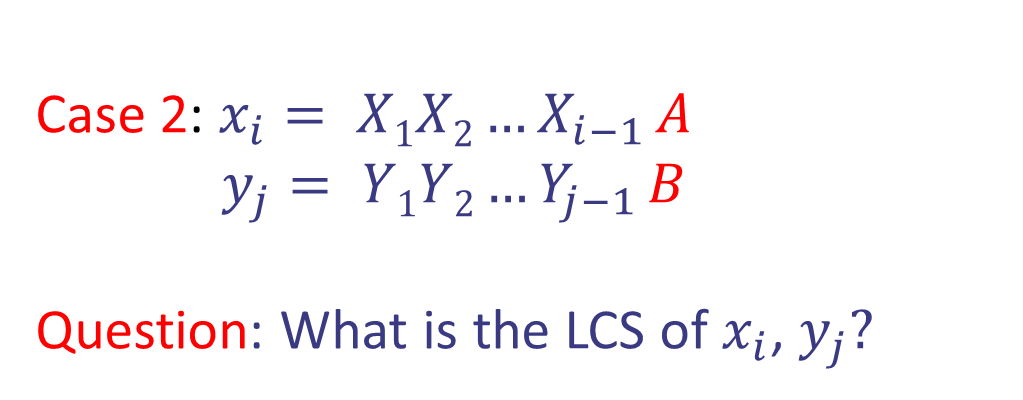 Case 2: xᵢ = X₁X₂ … Xᵢ₋₁ A
yⱼ = Y₁Y₂ … Yⱼ₋₁ B
Question: What is the LCS of xᵢ, yⱼ?